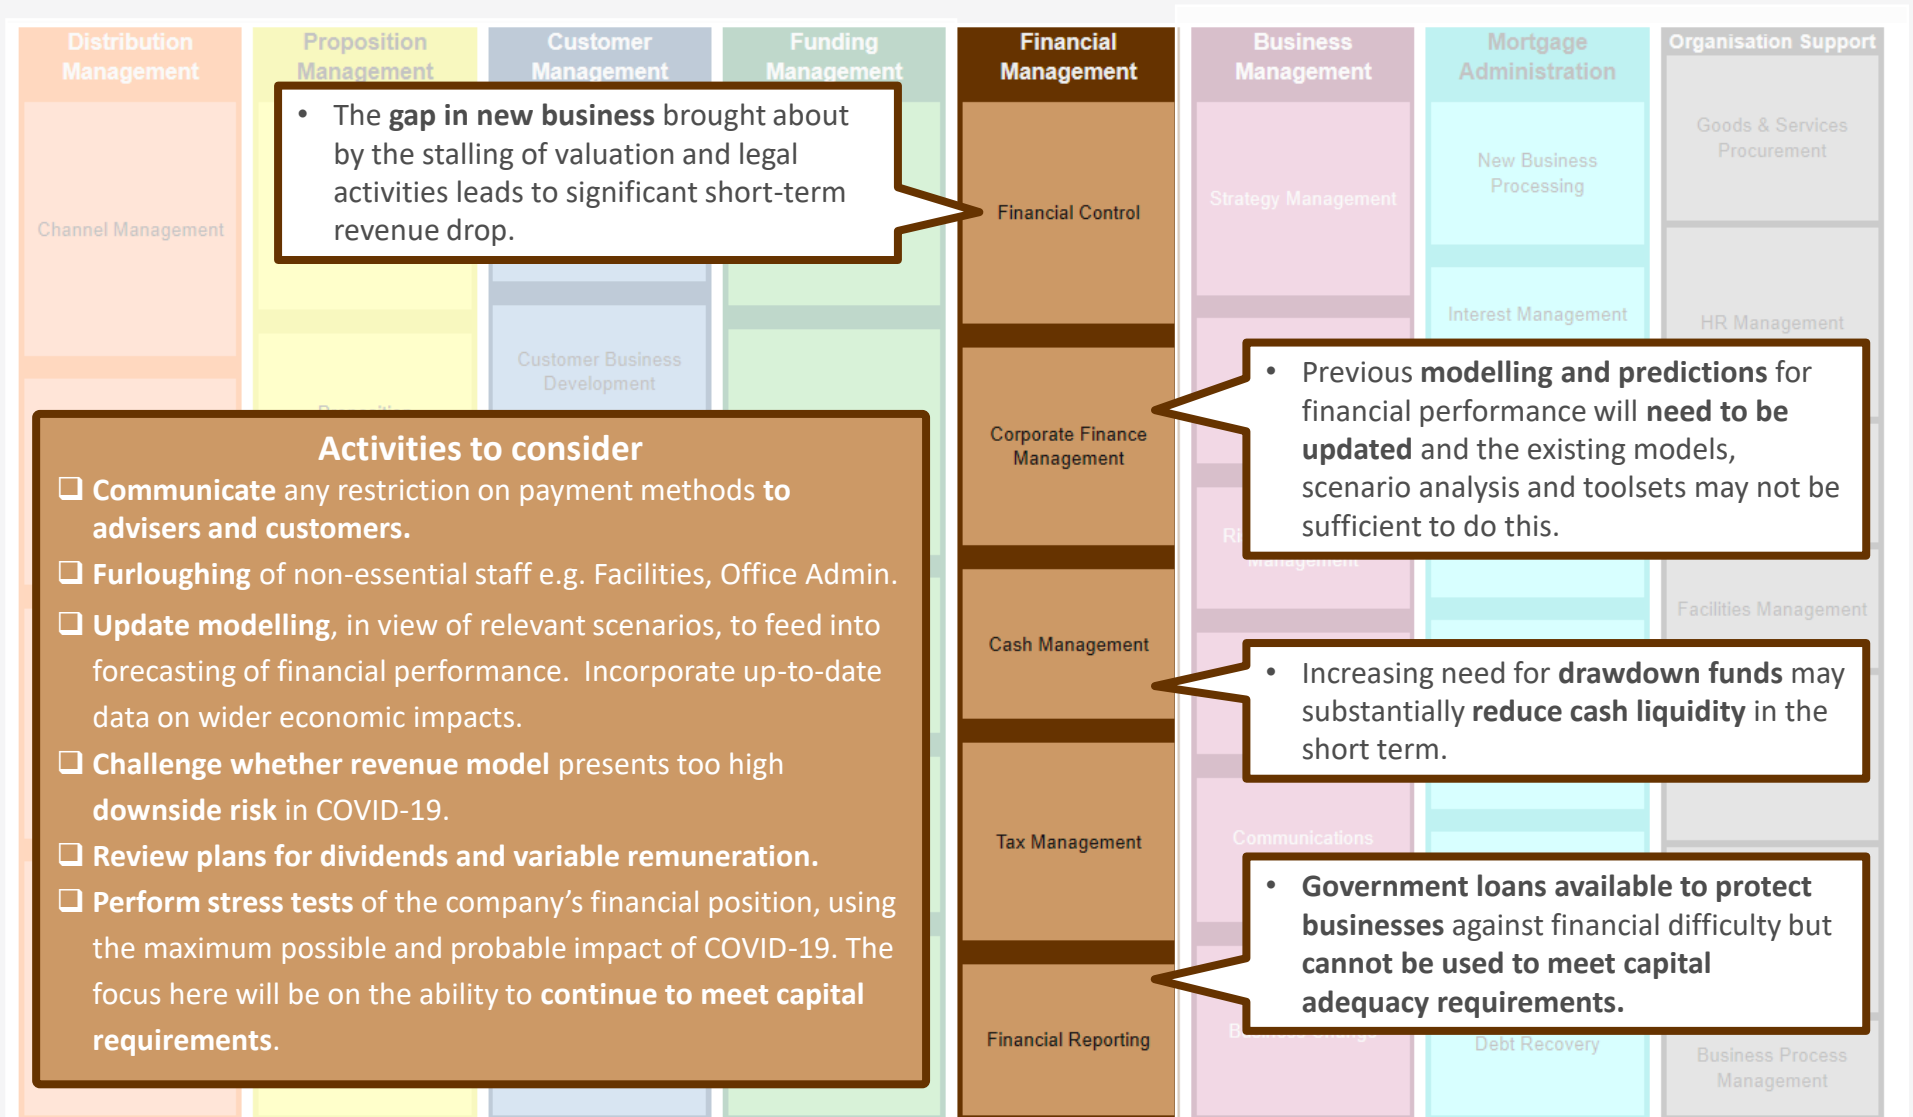 Distribution
Management
Proposition
Management
Customer
Management
Funding
Management
Financial
Management
Business
Management
Mortgage
Administration
Organisation Support
• The gap in new business brought about
by the stalling of valuation and legal
activities leads to significant short-term
revenue drop.
Channel Management
Financial Control
Strategy Management
New Business
Processing
Goods & Services
Procurement
Interest Management
HR Management
Customer Business
Development
Corporate Finance
Management
• Previous modelling and predictions for
financial performance will need to be
updated and the existing models,
scenario analysis and toolsets may not be
sufficient to do this.
Management
Facilities Management
Activities to consider
❑ Communicate any restriction on payment methods to
advisers and customers.
❑ Furloughing of non-essential staff e.g. Facilities, Office Admin.
❑ Update modelling, in view of relevant scenarios, to feed into
forecasting of financial performance. Incorporate up-to-date
data on wider economic impacts.
❑ Challenge whether revenue model presents too high
downside risk in COVID-19.
❑ Review plans for dividends and variable remuneration.
❑ Perform stress tests of the company’s financial position, using
the maximum possible and probable impact of COVID-19. The
focus here will be on the ability to continue to meet capital
requirements.
Cash Management
• Increasing need for drawdown funds may
substantially reduce cash liquidity in the
short term.
Tax Management
Communications
• Government loans available to protect
businesses against financial difficulty but
cannot be used to meet capital
adequacy requirements.
Financial Reporting
Debt Recovery
Business Process
Management